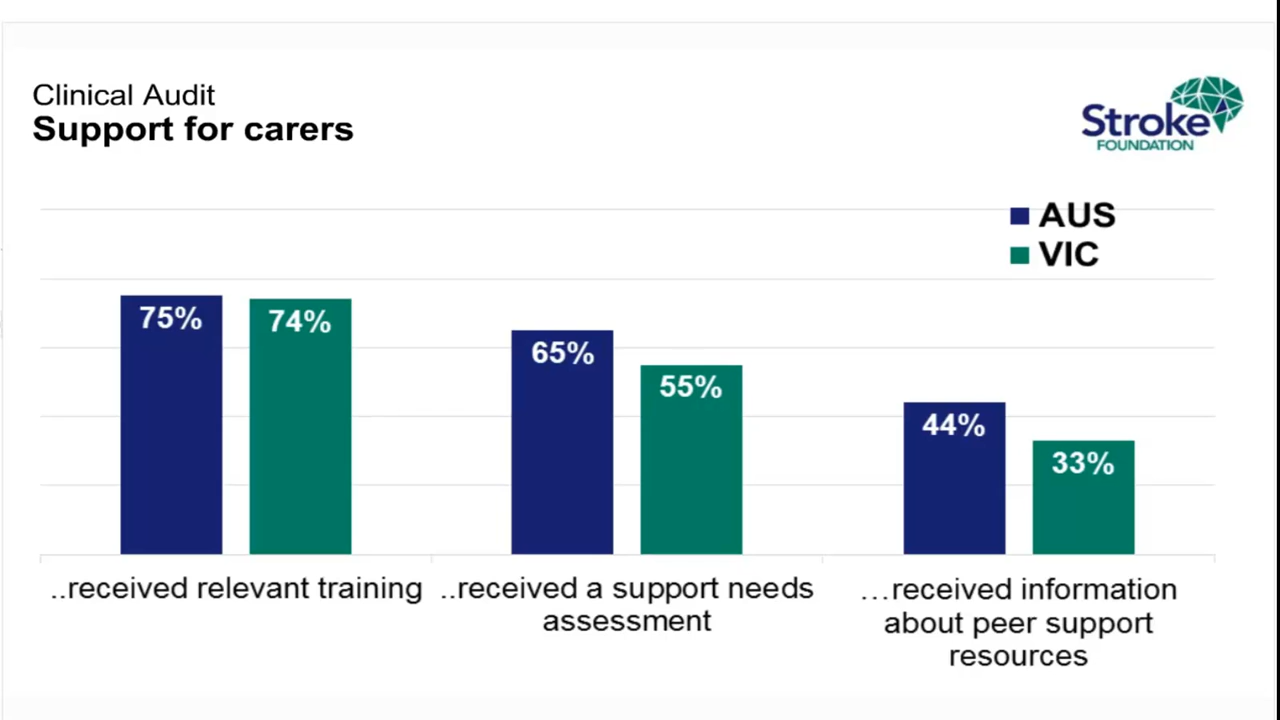 Clinical Audit
Support for carers
Stroke
FOUNDATION
AUS
VIC
75%
74%
65%
55%
44%
33%
..received relevant training
..received a support needs
assessment
…received information
about peer support
resources